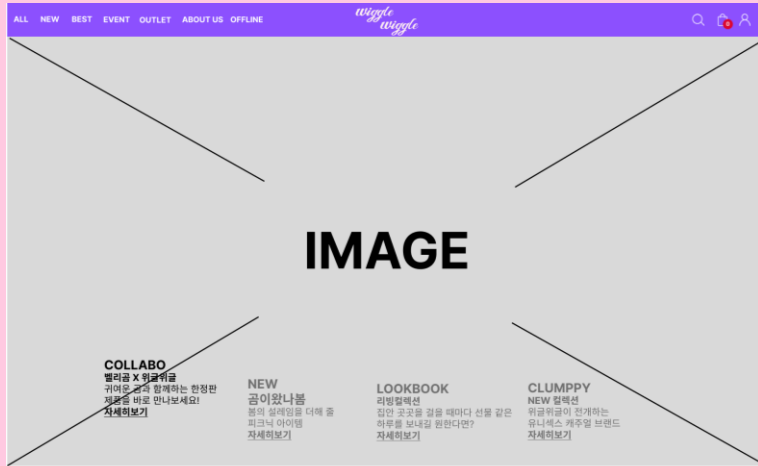 ALL NEW BEST EVENT OUTLET ABOUT US OFFLINE
wiggle
wiggle
0
IMAGE
COLLABO
벨리곰 X 위글위글
귀여운 곰과 함께하는 한정판
제품을 바로 만나보세요!
자세히보기
NEW
곰이왔나봄
봄의 설레임을 더해 줄
피크닉 아이템
자세히보기
LOOKBOOK
리빙컬렉션
집안 곳곳을 걸을 때마다 선물 같은
하루를 보내길 원한다면?
자세히보기
CLUMPPY
NEW 컬렉션
위글위글이 전개하는
유니섹스 캐주얼 브랜드
자세히보기